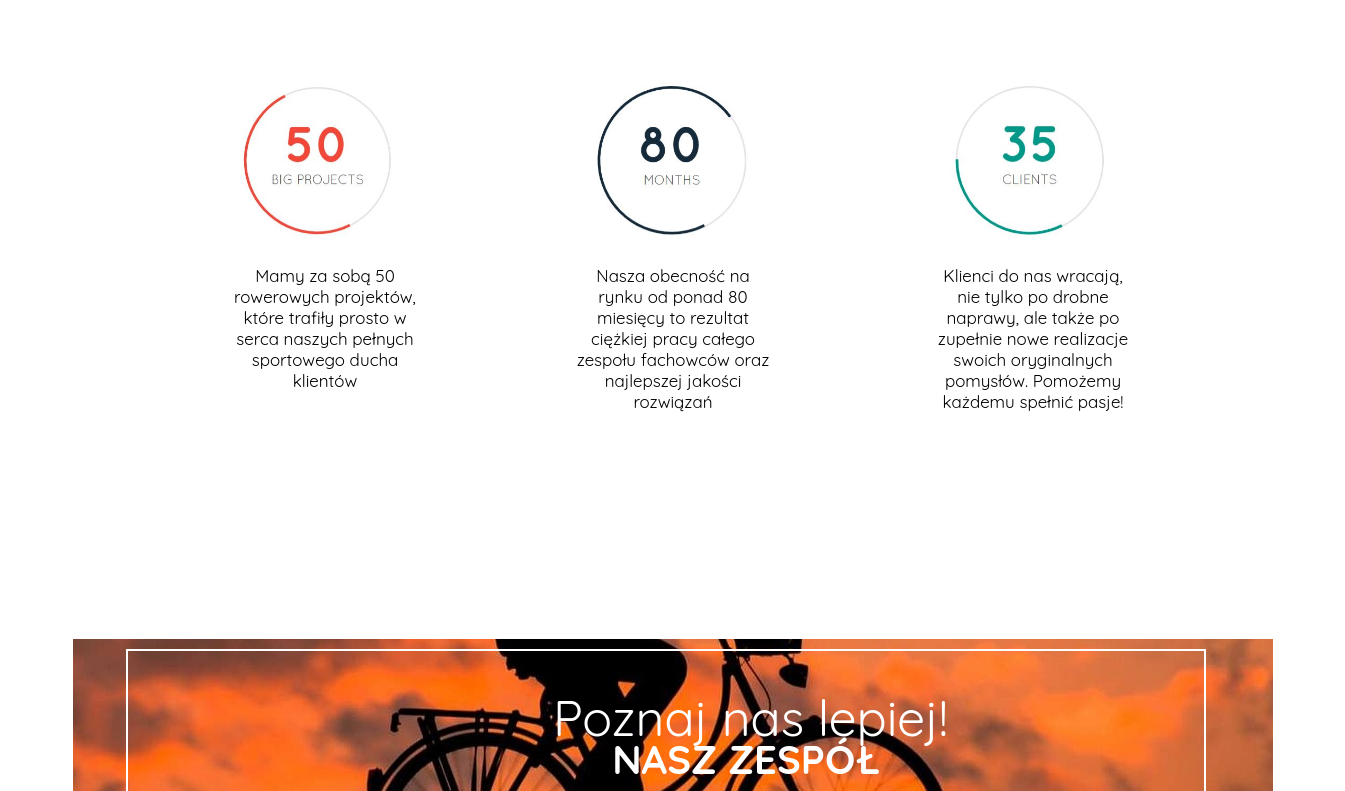 50
BIG PROJECTS
Mamy za sobą 50
rowerowych projektów,
które trafiły prosto w
serca naszych pełnych
sportowego ducha
klientów
80
MONTHS
Nasza obecność na
rynku od ponad 80
miesięcy to rezultat
ciężkiej pracy całego
zespołu fachowców oraz
najlepszej jakości
rozwiązań
35
CLIENTS
Klienci do nas wracają,
nie tylko po drobne
naprawy, ale także po
zupełnie nowe realizacje
swoich oryginalnych
pomysłów. Pomożemy
każdemu spełnić pasje!
Poznaj nas lepiej!
NASZ ZESPÓŁ